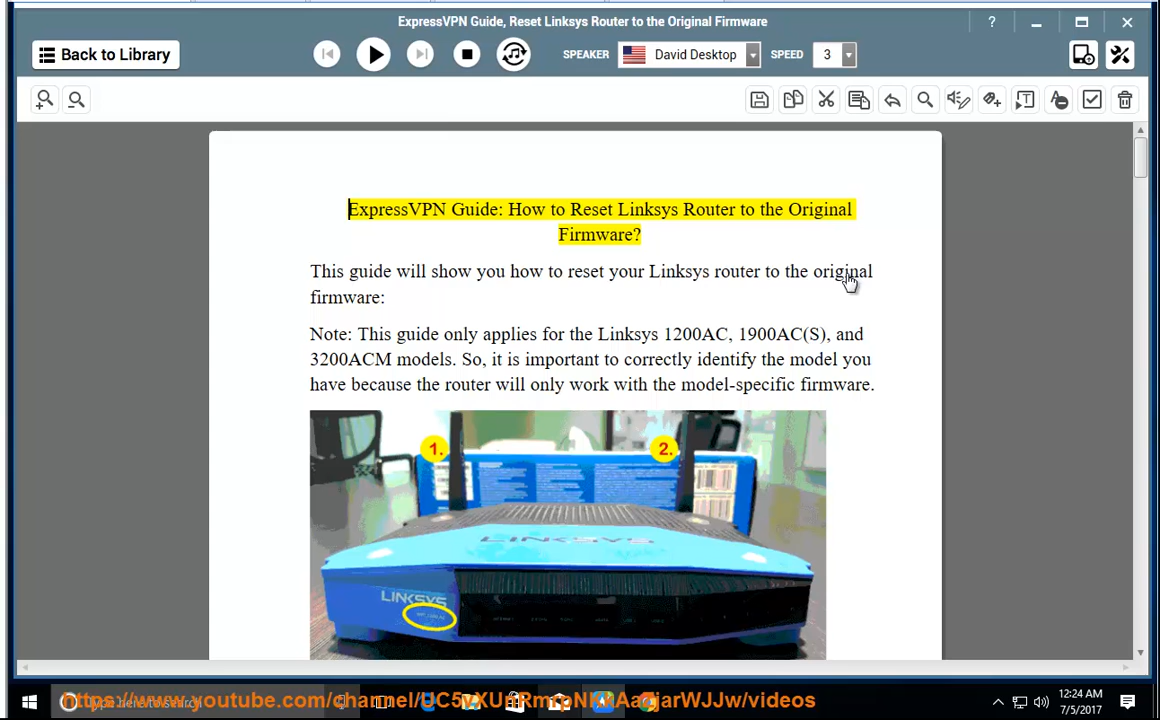 ExpressVPN Guide, Reset Linksys Router to the Original Firmware
?
Back to Library
SPEAKER
David Desktop
SPEED
3
ExpressVPN Guide: How to Reset Linksys Router to the Original
Firmware?
This guide will show you how to reset your Linksys router to the original
firmware:
Note: This guide only applies for the Linksys 1200AC, 1900AC(S), and
3200ACM models. So, it is important to correctly identify the model you
have because the router will only work with the model-specific firmware.
1.
2.
LINKSYS
LINKSYS
12:24 AM
7/5/2017